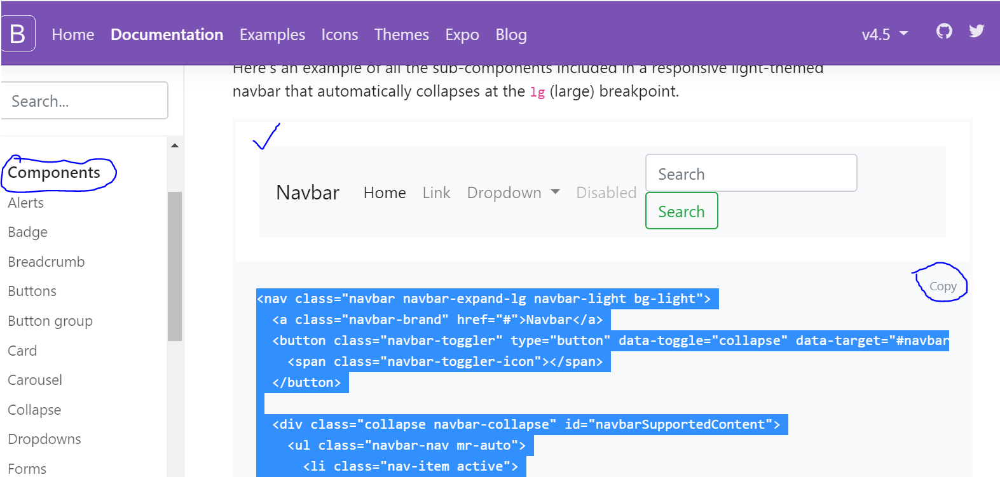 B Home Documentation Examples Icons Themes Expo Blog v4.5
Search...
Components
Alerts
Badge
Breadcrumb
Buttons
Button group
Card
Carousel
Collapse
Dropdowns
Forms
Here's an example of all the sub-components included in a responsive light-themed
navbar that automatically collapses at the lg (large) breakpoint.
Navbar Home Link Dropdown Disabled
Search
Search
Copy
<nav class="navbar navbar-expand-lg navbar-light bg-light">
<a class="navbar-brand" href="#">Navbar</a>
<button class="navbar-toggler" type="button" data-toggle="collapse" data-target="#navbar
<span class="navbar-toggler-icon"></span>
</button>
<div class="collapse navbar-collapse" id="navbarSupportedContent">
<ul class="navbar-nav mr-auto">
<li class="nav-item active">